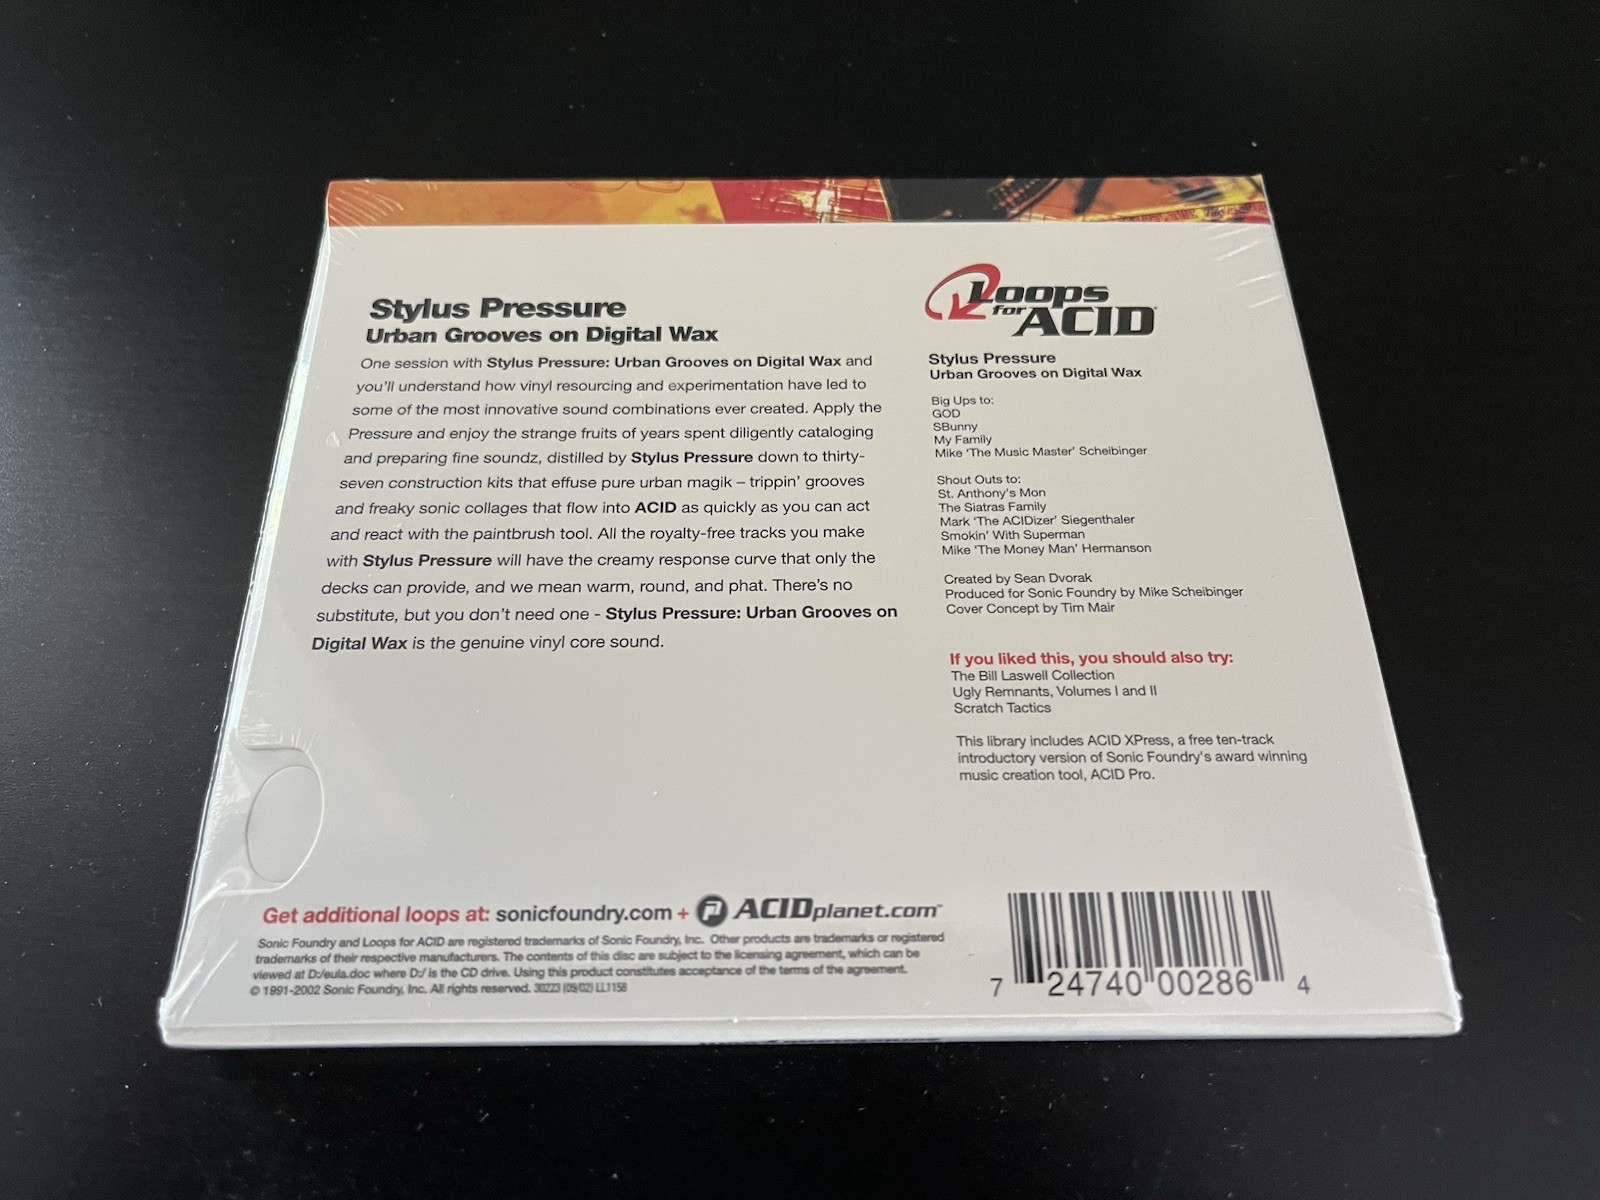 Stylus Pressure
Urban Grooves on Digital Wax
One session with Stylus Pressure: Urban Grooves on Digital Wax and
you'll understand how vinyl resourcing and experimentation have led to
some of the most innovative sound combinations ever created. Apply the
Pressure and enjoy the strange fruits of years spent diligently cataloging
and preparing fine soundz, distilled by Stylus Pressure down to thirty-
seven construction kits that effuse pure urban magik – trippin' grooves
and freaky sonic collages that flow into ACID as quickly as you can act
and react with the paintbrush tool. All the royalty-free tracks you make
with Stylus Pressure will have the creamy response curve that only the
decks can provide, and we mean warm, round, and phat. There's no
substitute, but you don't need one - Stylus Pressure: Urban Grooves on
Digital Wax is the genuine vinyl core sound.
Loops
for ACID
Stylus Pressure
Urban Grooves on Digital Wax
Big Ups to:
GOD
SBunny
My Family
Mike 'The Music Master' Scheibinger
Shout Outs to:
St. Anthony's Mon
The Siatras Family
Mark 'The ACIDizer' Siegenthaler
Smokin' With Superman
Mike 'The Money Man' Hermanson
Created by Sean Dvorak
Produced for Sonic Foundry by Mike Scheibinger
Cover Concept by Tim Mair
If you liked this, you should also try:
The Bill Laswell Collection
Ugly Remnants, Volumes I and II
Scratch Tactics
This library includes ACID XPress, a free ten-track
introductory version of Sonic Foundry's award winning
music creation tool, ACID Pro.
Get additional loops at: sonicfoundry.com + ACIDplanet.com™
Sonic Foundry and Loops for ACID are registered trademarks of Sonic Foundry, Inc. Other products are trademarks or registered
trademarks of their respective manufacturers. The contents of this disc are subject to the licensing agreement, which can be
viewed at D:/eula.doc where D:/ is the CD drive. Using this product constitutes acceptance of the terms of the agreement.
© 1991-2002 Sonic Foundry, Inc. All rights reserved. 30223 (09/02) LL1158
7 24740 00286 4